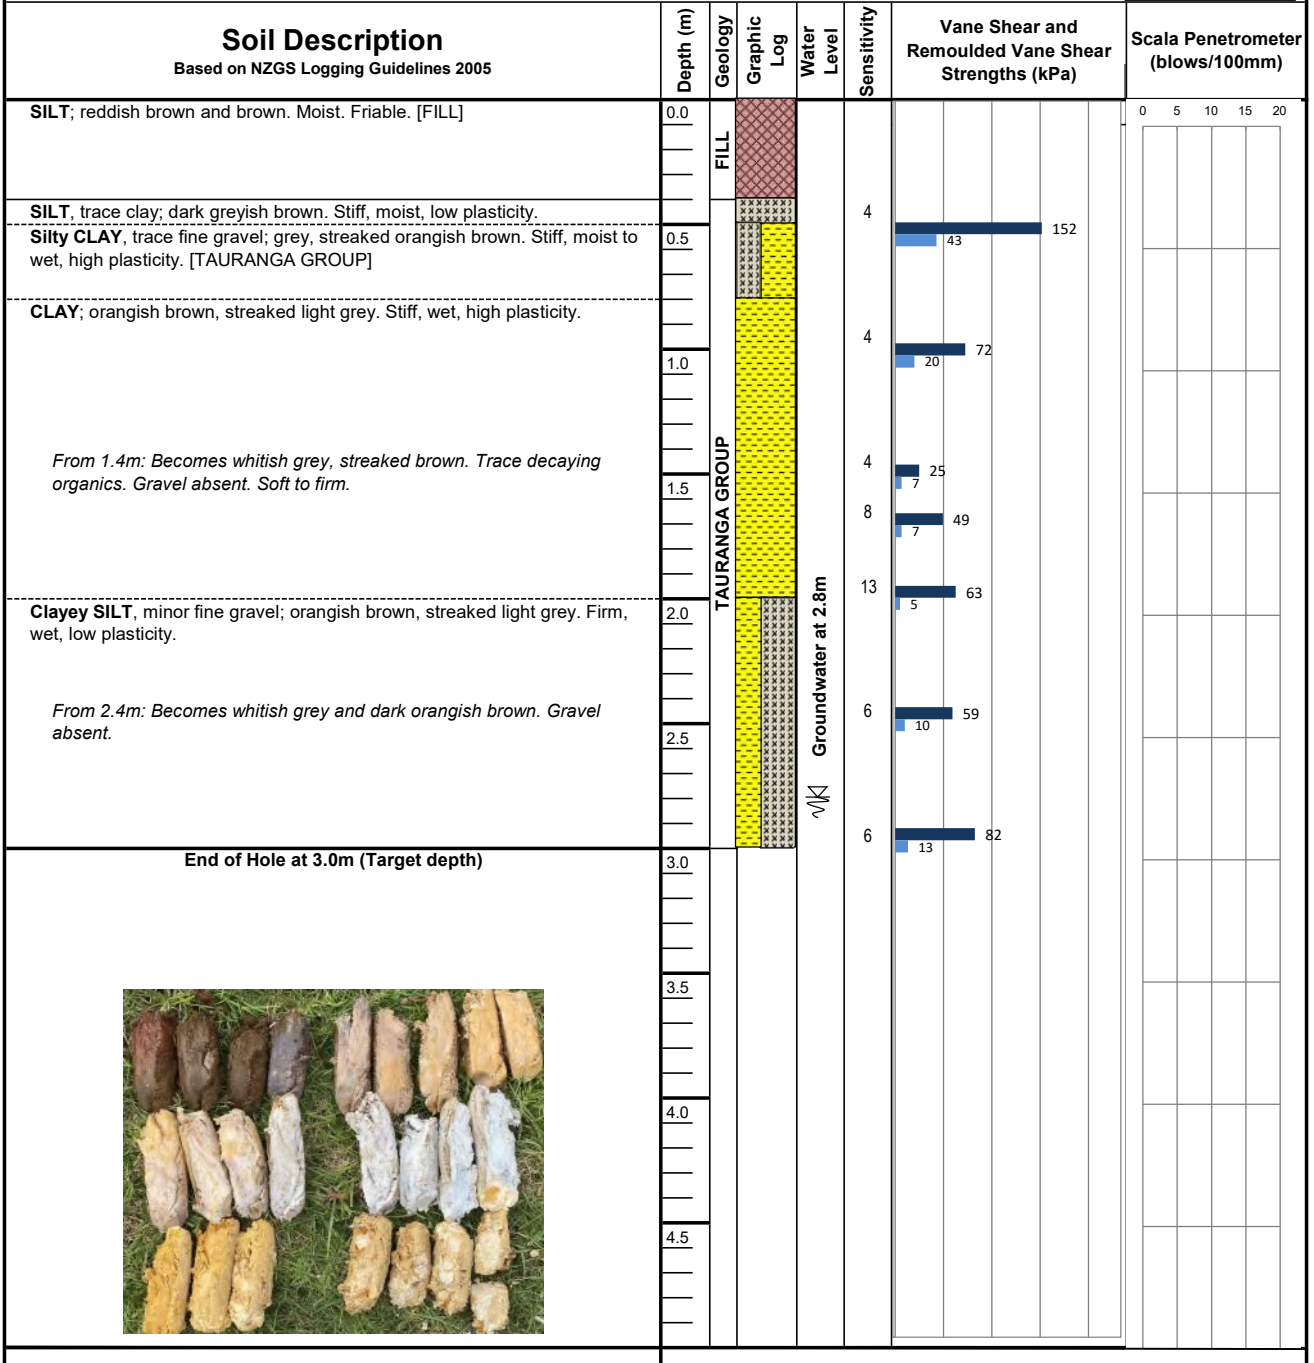 Soil Description
Based on NZGS Logging Guidelines 2005
Depth (m)
Geology
Graphic
Log
Water
Level
Sensitivity
Vane Shear and
Remoulded Vane Shear
Strengths (kPa)
Scala Penetrometer
(blows/100mm)
0 5 10 15 20
SILT; reddish brown and brown. Moist. Friable. [FILL]
0.0
FILL
SILT, trace clay; dark greyish brown. Stiff, moist, low plasticity.
4
152
43
Silty CLAY, trace fine gravel; grey, streaked orangish brown. Stiff, moist to
wet, high plasticity. [TAURANGA GROUP]
0.5
CLAY; orangish brown, streaked light grey. Stiff, wet, high plasticity.
4
72
20
1.0
From 1.4m: Becomes whitish grey, streaked brown. Trace decaying
organics. Gravel absent. Soft to firm.
4
25
7
1.5
8
49
7
TAURANGA GROUP
13
63
5
Clayey SILT, minor fine gravel; orangish brown, streaked light grey. Firm,
wet, low plasticity.
2.0
From 2.4m: Becomes whitish grey and dark orangish brown. Gravel
absent.
6
59
10
2.5
Groundwater at 2.8m
6
82
13
End of Hole at 3.0m (Target depth)
3.0
3.5
4.0
4.5